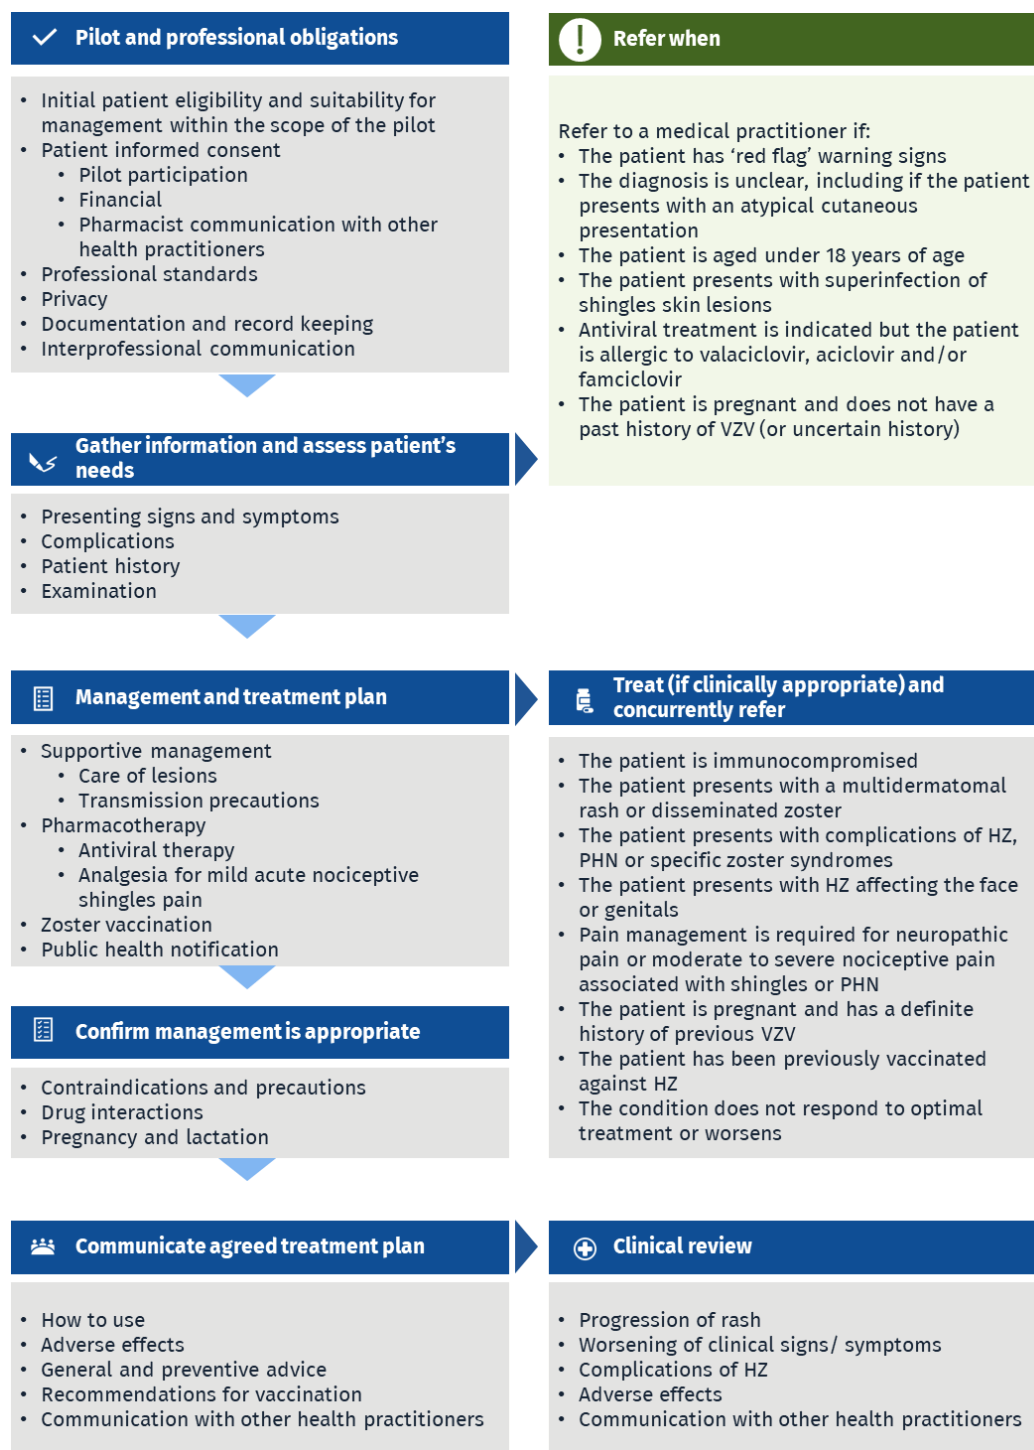 Pilot and professional obligations
• Initial patient eligibility and suitability for
management within the scope of the pilot
• Patient informed consent
• Pilot participation
• Financial
• Pharmacist communication with other
health practitioners
• Professional standards
• Privacy
• Documentation and record keeping
• Interprofessional communication
Refer when
Refer to a medical practitioner if:
• The patient has ‘red flag’ warning signs
• The diagnosis is unclear, including if the patient
presents with an atypical cutaneous
presentation
• The patient is aged under 18 years of age
• The patient presents with superinfection of
shingles skin lesions
• Antiviral treatment is indicated but the patient
is allergic to valaciclovir, aciclovir and/or
famciclovir
• The patient is pregnant and does not have a
past history of VZV (or uncertain history)
Gather information and assess patient’s
needs
• Presenting signs and symptoms
• Complications
• Patient history
• Examination
Management and treatment plan
• Supportive management
• Care of lesions
• Transmission precautions
• Pharmacotherapy
• Antiviral therapy
• Analgesia for mild acute nociceptive
shingles pain
• Zoster vaccination
• Public health notification
Treat (if clinically appropriate) and
concurrently refer
• The patient is immunocompromised
• The patient presents with a multidermatomal
rash or disseminated zoster
• The patient presents with complications of HZ,
PHN or specific zoster syndromes
• The patient presents with HZ affecting the face
or genitals
• Pain management is required for neuropathic
pain or moderate to severe nociceptive pain
associated with shingles or PHN
• The patient is pregnant and has a definite
history of previous VZV
• The patient has been previously vaccinated
against HZ
• The condition does not respond to optimal
treatment or worsens
Confirm management is appropriate
• Contraindications and precautions
• Drug interactions
• Pregnancy and lactation
Communicate agreed treatment plan
• How to use
• Adverse effects
• General and preventive advice
• Recommendations for vaccination
• Communication with other health practitioners
Clinical review
• Progression of rash
• Worsening of clinical signs/ symptoms
• Complications of HZ
• Adverse effects
• Communication with other health practitioners